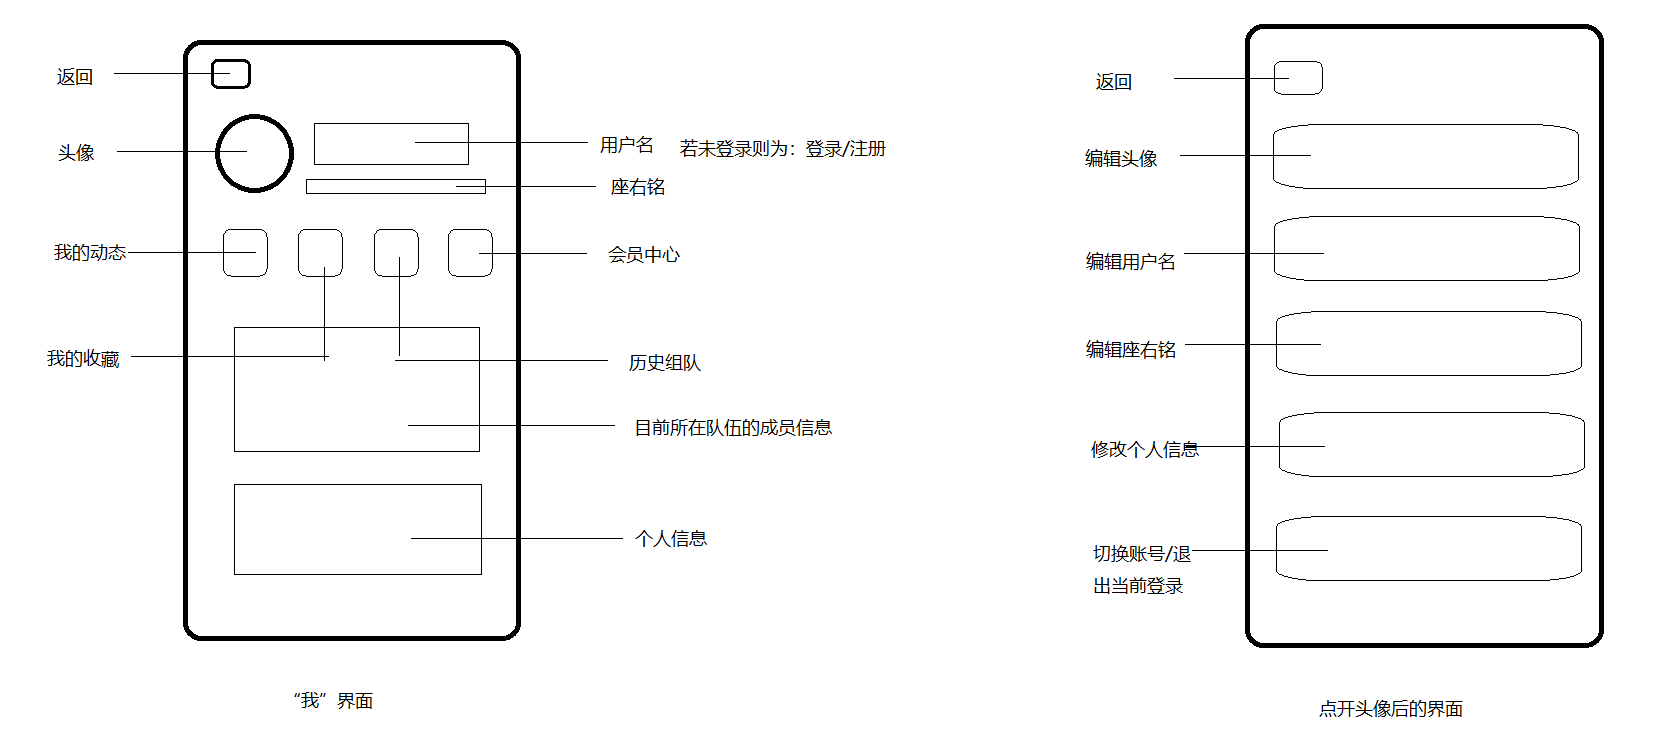 返回
头像
用户名 若未登录则为：登录/注册
座右铭
我的动态
会员中心
我的收藏
历史组队
目前所在队伍的成员信息
个人信息
“我”界面
返回
编辑头像
编辑用户名
编辑座右铭
修改个人信息
切换账号/退
出当前登录
点开头像后的界面